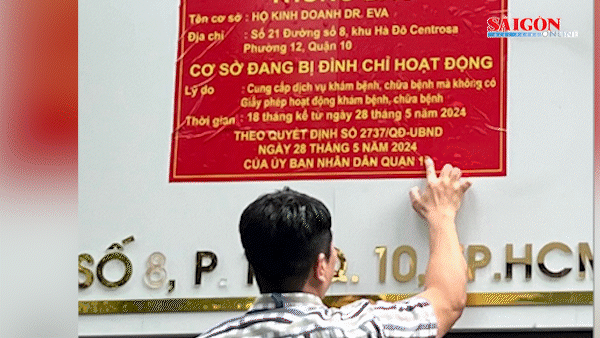 SÀIGÒN
Tên cơ sở : HỘ KINH DOANH DR. EVA
Địa chỉ : Số 21 Đường số 8, khu Hà Đô Centrosa
Phường 12, Quận 10
CƠ SỞ ĐANG BỊ ĐÌNH CHỈ HOẠT ĐỘNG
Lý do : Cung cấp dịch vụ khám bệnh, chữa bệnh mà không có
Giấy phép hoạt động khám bệnh, chữa bệnh
Thời gian : 18 tháng kể từ ngày 28 tháng 5 năm 2024
THEO QUYẾT ĐỊNH SỐ 2737/QĐ-UBND
NGÀY 28 THÁNG 5 NĂM 2024
CỦA ỦY BAN NHÂN DÂN QUẬN
SỐ 8, P. Q. 10, P.HCM